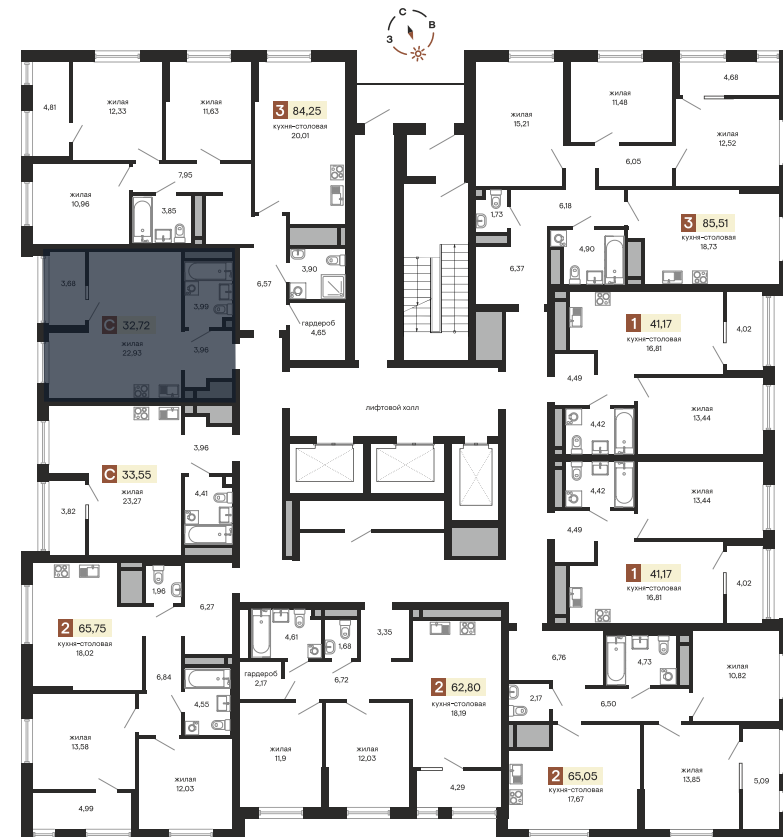 С
З
В
4,81
жилая
12,33
жилая
11,63
3 84,25
кухня-столовая
20,01
жилая
10,96
7,95
3,85
6,57
3,90
гардероб
4,65
жилая
15,21
жилая
11,48
4,68
жилая
12,52
6,05
1,73
6,18
4,90
6,37
3 85,51
кухня-столовая
18,73
3,68
С 32,72
жилая
22,93
3,99
3,96
1 41,17
кухня-столовая
16,81
4,02
4,49
4,42
жилая
13,44
лифтовой холл
С 33,55
жилая
23,27
3,96
4,41
3,82
4,42
жилая
13,44
4,49
1 41,17
кухня-столовая
16,81
4,02
2 65,75
кухня-столовая
18,02
1,96
6,27
6,84
4,55
жилая
13,58
жилая
12,03
4,99
4,61
1,68
3,35
гардероб
2,17
6,72
2 62,80
кухня-столовая
18,19
жилая
11,9
жилая
12,03
4,29
6,76
4,73
жилая
10,82
2,17
6,50
2 65,05
кухня-столовая
17,67
жилая
13,85
5,09